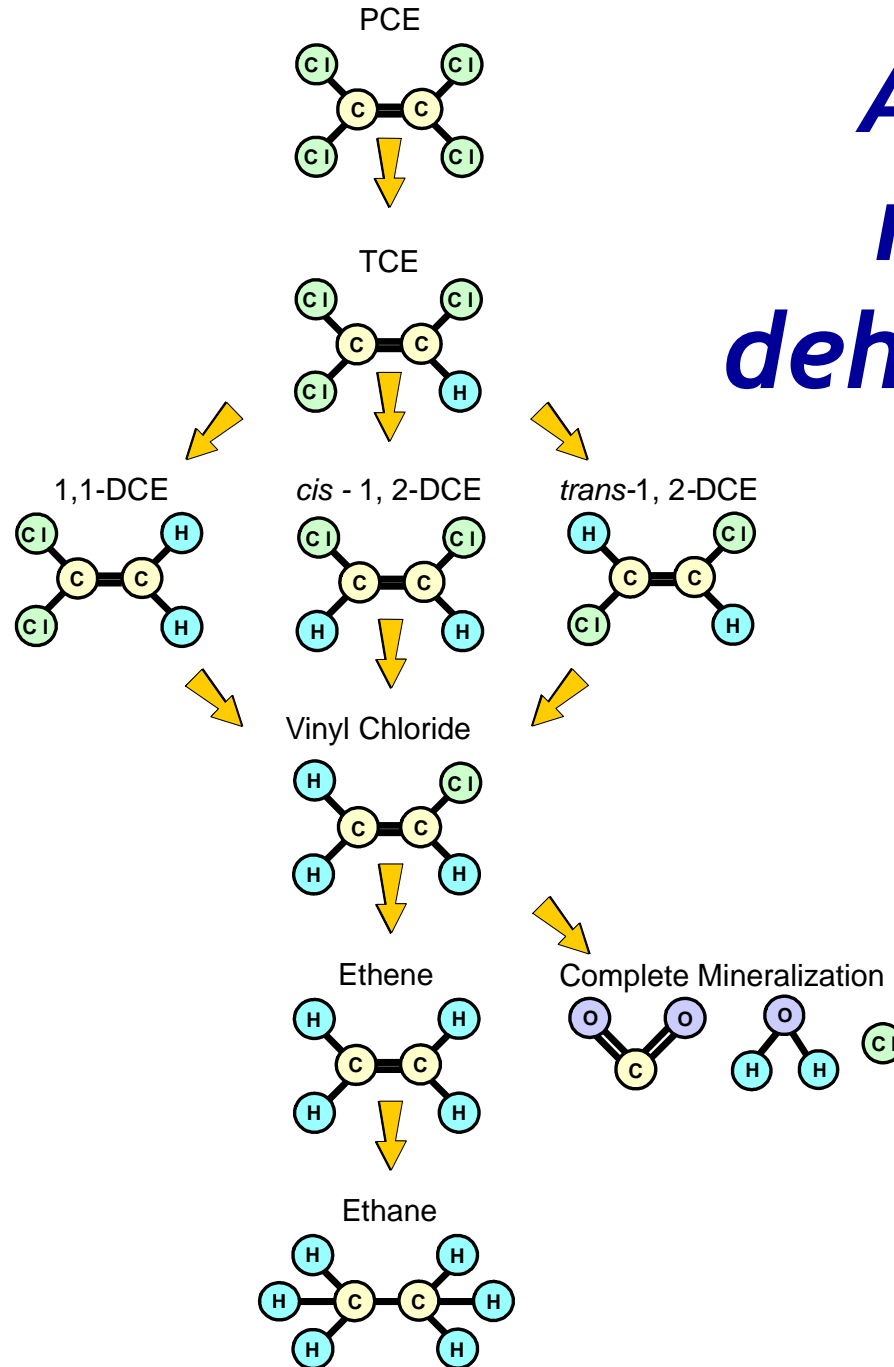 PCE
Cl Cl
C C
Cl Cl
TCE
Cl Cl
C C
Cl H
1,1-DCE cis - 1, 2-DCE trans-1, 2-DCE
Cl H Cl Cl H Cl
C C C C C C
Cl H H H Cl H
Vinyl Chloride
H Cl
C C
H H
Ethene Complete Mineralization
H H O O O Cl
C C C H H
H H
Ethane
H H
H C C H
H H